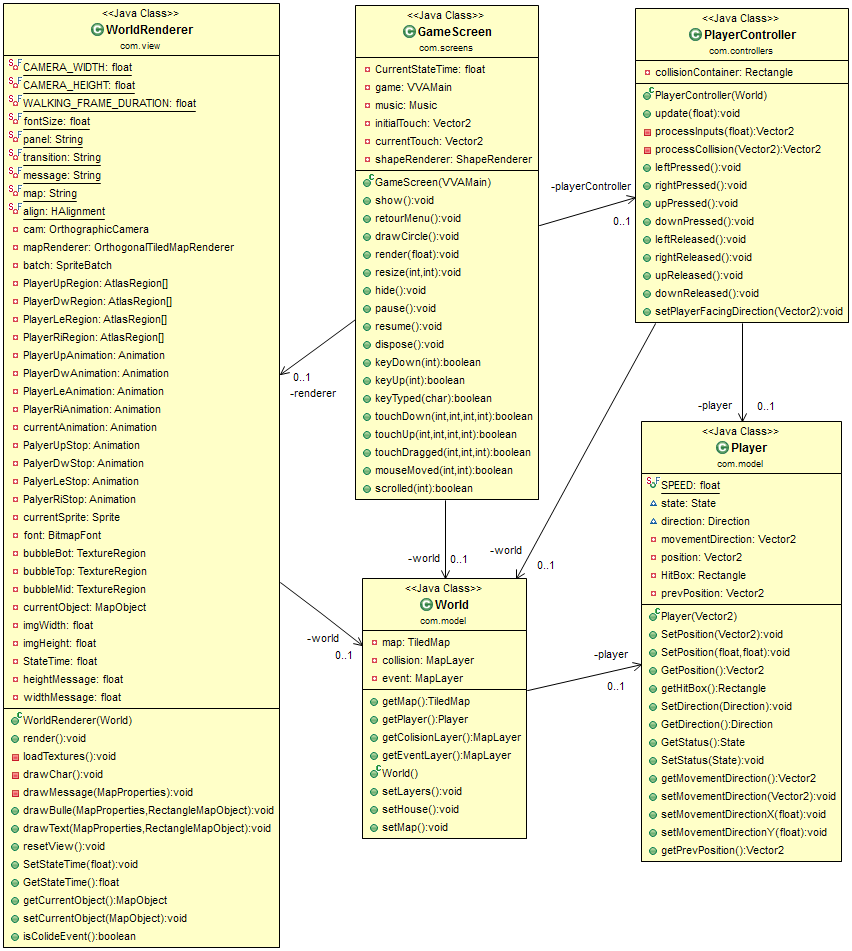 <<Java Class>>
WorldRenderer
com.view
CAMERA_WIDTH: float
CAMERA_HEIGHT: float
WALKING_FRAME_DURATION: float
fontSize: float
panel: String
transition: String
message: String
map: String
align: HAlignment
cam: OrthographicCamera
mapRenderer: OrthogonalTiledMapRenderer
batch: SpriteBatch
PlayerUpRegion: AtlasRegion[]
PlayerDwRegion: AtlasRegion[]
PlayerLeRegion: AtlasRegion[]
PlayerRiRegion: AtlasRegion[]
PlayerUpAnimation: Animation
PlayerDwAnimation: Animation
PlayerLeAnimation: Animation
PlayerRiAnimation: Animation
currentAnimation: Animation
PalyerUpStop: Animation
PalyerDwStop: Animation
PalyerLeStop: Animation
PalyerRiStop: Animation
currentSprite: Sprite
font: BitmapFont
bubbleBot: TextureRegion
bubbleTop: TextureRegion
bubbleMid: TextureRegion
currentObject: MapObject
imgWidth: float
imgHeight: float
StateTime: float
heightMessage: float
widthMessage: float
WorldRenderer(World)
render():void
loadTextures():void
drawChar():void
drawMessage(MapProperties):void
drawBulle(MapProperties,RectangleMapObject):void
drawText(MapProperties,RectangleMapObject):void
resetView():void
SetStateTime(float):void
GetStateTime():float
getCurrentObject():MapObject
setCurrentObject(MapObject):void
isColideEvent():boolean
<<Java Class>>
GameScreen
com.screens
CurrentStateTime: float
game: VVAMain
music: Music
initialTouch: Vector2
currentTouch: Vector2
shapeRenderer: ShapeRenderer
GameScreen(VVAMain)
show():void
retourMenu():void
drawCircle():void
render(float):void
resize(int,int):void
hide():void
pause():void
resume():void
dispose():void
keyDown(int):boolean
keyUp(int):boolean
keyTyped(char):boolean
touchDown(int,int,int,int):boolean
touchUp(int,int,int,int):boolean
touchDragged(int,int,int):boolean
mouseMoved(int,int):boolean
scrolled(int):boolean
<<Java Class>>
PlayerController
com.controllers
collisionContainer: Rectangle
PlayerController(World)
update(float):void
processInputs(float):Vector2
processCollision(Vector2):Vector2
leftPressed():void
rightPressed():void
upPressed():void
downPressed():void
leftReleased():void
rightReleased():void
upReleased():void
downReleased():void
setPlayerFacingDirection(Vector2):void
-playerController
0..1
0..1
-renderer
-player
0..1
-world
0..1
-world
0..1
-world
0..1
-player
0..1
<<Java Class>>
World
com.model
map: TiledMap
collision: MapLayer
event: MapLayer
getMap():TiledMap
getPlayer():Player
getColisionLayer():MapLayer
getEventLayer():MapLayer
World()
setLayers():void
setHouse():void
setMap():void
<<Java Class>>
Player
com.model
SPEED: float
state: State
direction: Direction
movementDirection: Vector2
position: Vector2
HitBox: Rectangle
prevPosition: Vector2
Player(Vector2)
SetPosition(Vector2):void
SetPosition(float,float):void
GetPosition():Vector2
getHitBox():Rectangle
SetDirection(Direction):void
GetDirection():Direction
GetStatus():State
SetStatus(State):void
getMovementDirection():Vector2
setMovementDirection(Vector2):void
setMovementDirectionX(float):void
setMovementDirectionY(float):void
getPrevPosition():Vector2